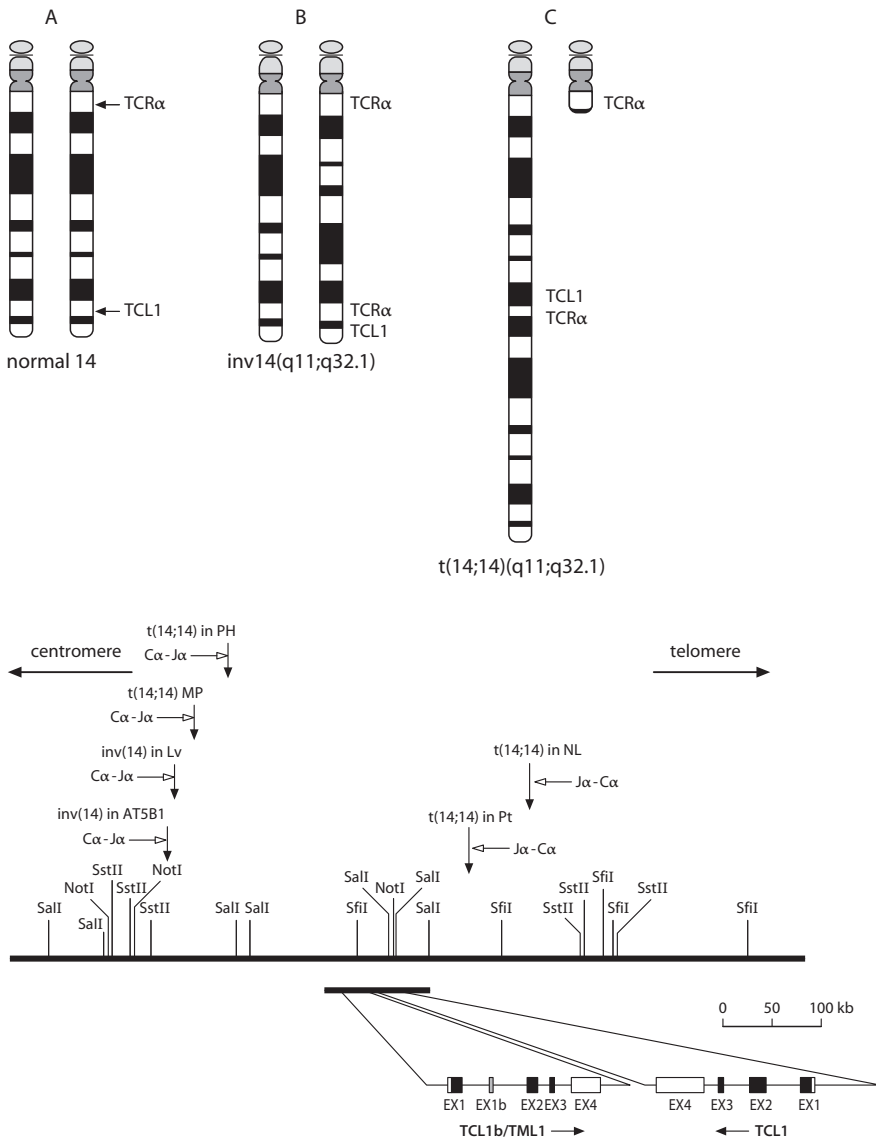 A
B
C
TCRα
TCL1
normal 14
TCRα
TCRα
TCL1
inv14(q11;q32.1)
TCRα
TCL1
TCRα
t(14;14)(q11;q32.1)
t(14;14) in PH
centromere
Cα-Jα
telomere
t(14;14) MP
Cα-Jα
inv(14) in Lv
Cα-Jα
t(14;14) in NL
Jα-Cα
inv(14) in AT5B1
Cα-Jα
t(14;14) in Pt
Jα-Cα
SstII NotI SalI SalI SfiI
NotI SstII NotI SstII SstII
SalI SstII SalI SalI SfiI SalI SfiI SstII SfiI SfiI
SalI
0 50 100 kb
EX1 EX1b EX2 EX3 EX4 EX4 EX3 EX2 EX1
TCL1b/TML1 TCL1